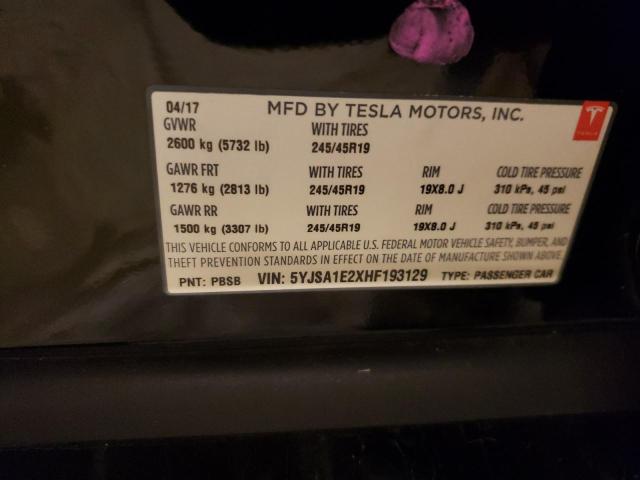 04/17 MFD BY TESLA MOTORS, INC.
GVWR WITH TIRES
2600 kg (5732 lb) 245/45R19
GAWR FRT WITH TIRES RIM COLD TIRE PRESSURE
1276 kg (2813 lb) 245/45R19 19X8.0 J 310 kPa, 45 psi
GAWR RR WITH TIRES RIM COLD TIRE PRESSURE
1500 kg (3307 lb) 245/45R19 19X8.0 J 310 kPa, 45 psi
THIS VEHICLE CONFORMS TO ALL APPLICABLE U.S. FEDERAL MOTOR VEHICLE SAFETY, BUMPER, AND
THEFT PREVENTION STANDARDS IN EFFECT ON THE DATE OF MANUFACTURE SHOWN ABOVE.
PNT: PBSB VIN: 5YJSA1E2XHF193129 TYPE: PASSENGER CAR
TESLA